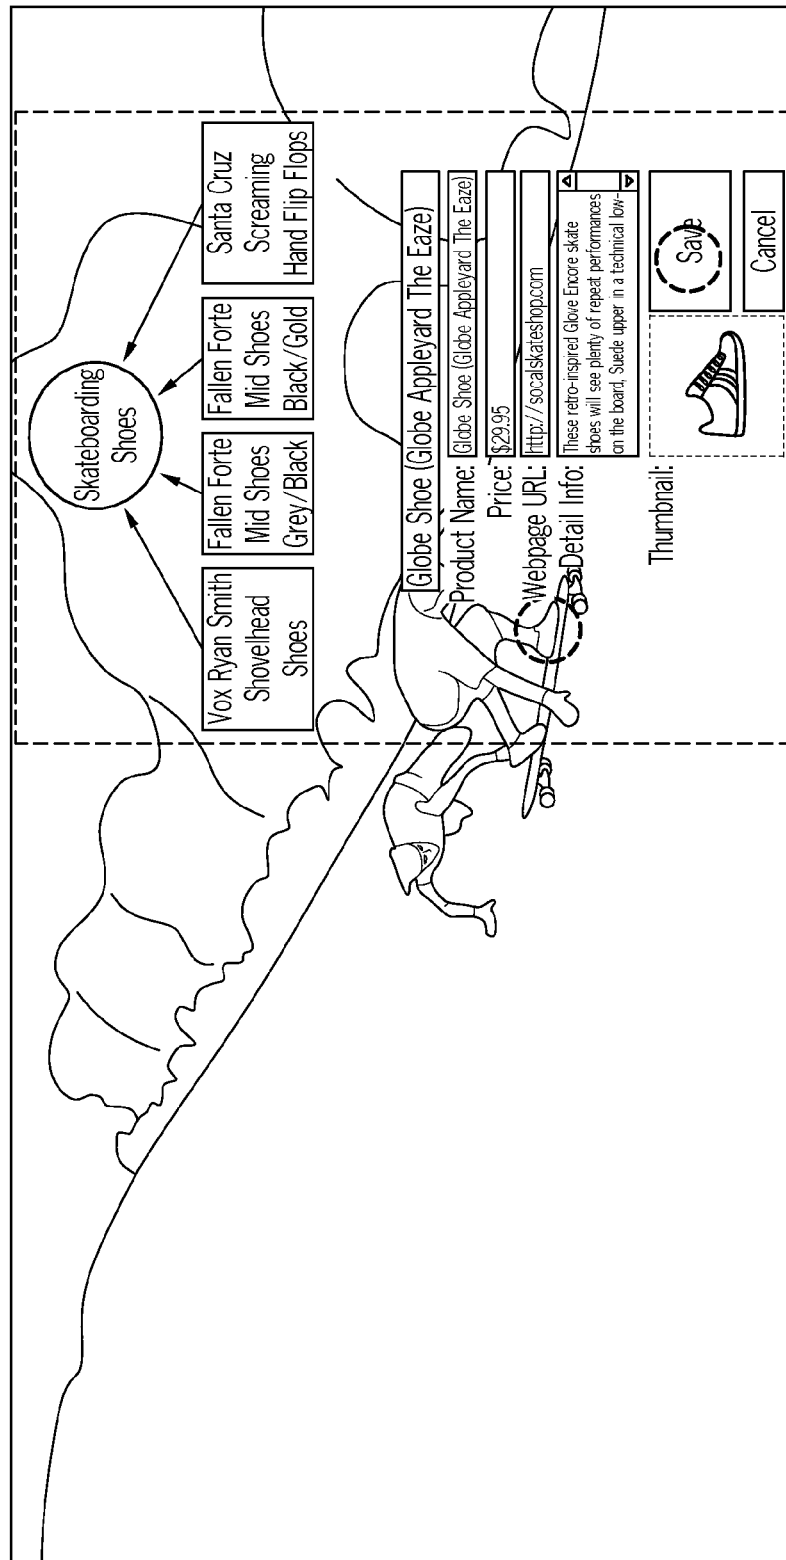 Skateboarding
Shoes
Vox Ryan Smith
Shovelhead
Shoes
Fallen Forte
Mid Shoes
Grey/Black
Fallen Forte
Mid Shoes
Black/Gold
Santa Cruz
Screaming
Hand Flip Flops
Globe Shoe (Globe Appleyard The Eaze)
Product Name: Globe Shoe (Globe Appleyard The Eaze)
Price: $29.95
Webpage URL: http://socalskateshop.com
Detail Info: These retro-inspired Glove Encore skate
shoes will see plenty of repeat performances
on the board, Suede upper in a technical low-
Thumbnail:
Save
Cancel